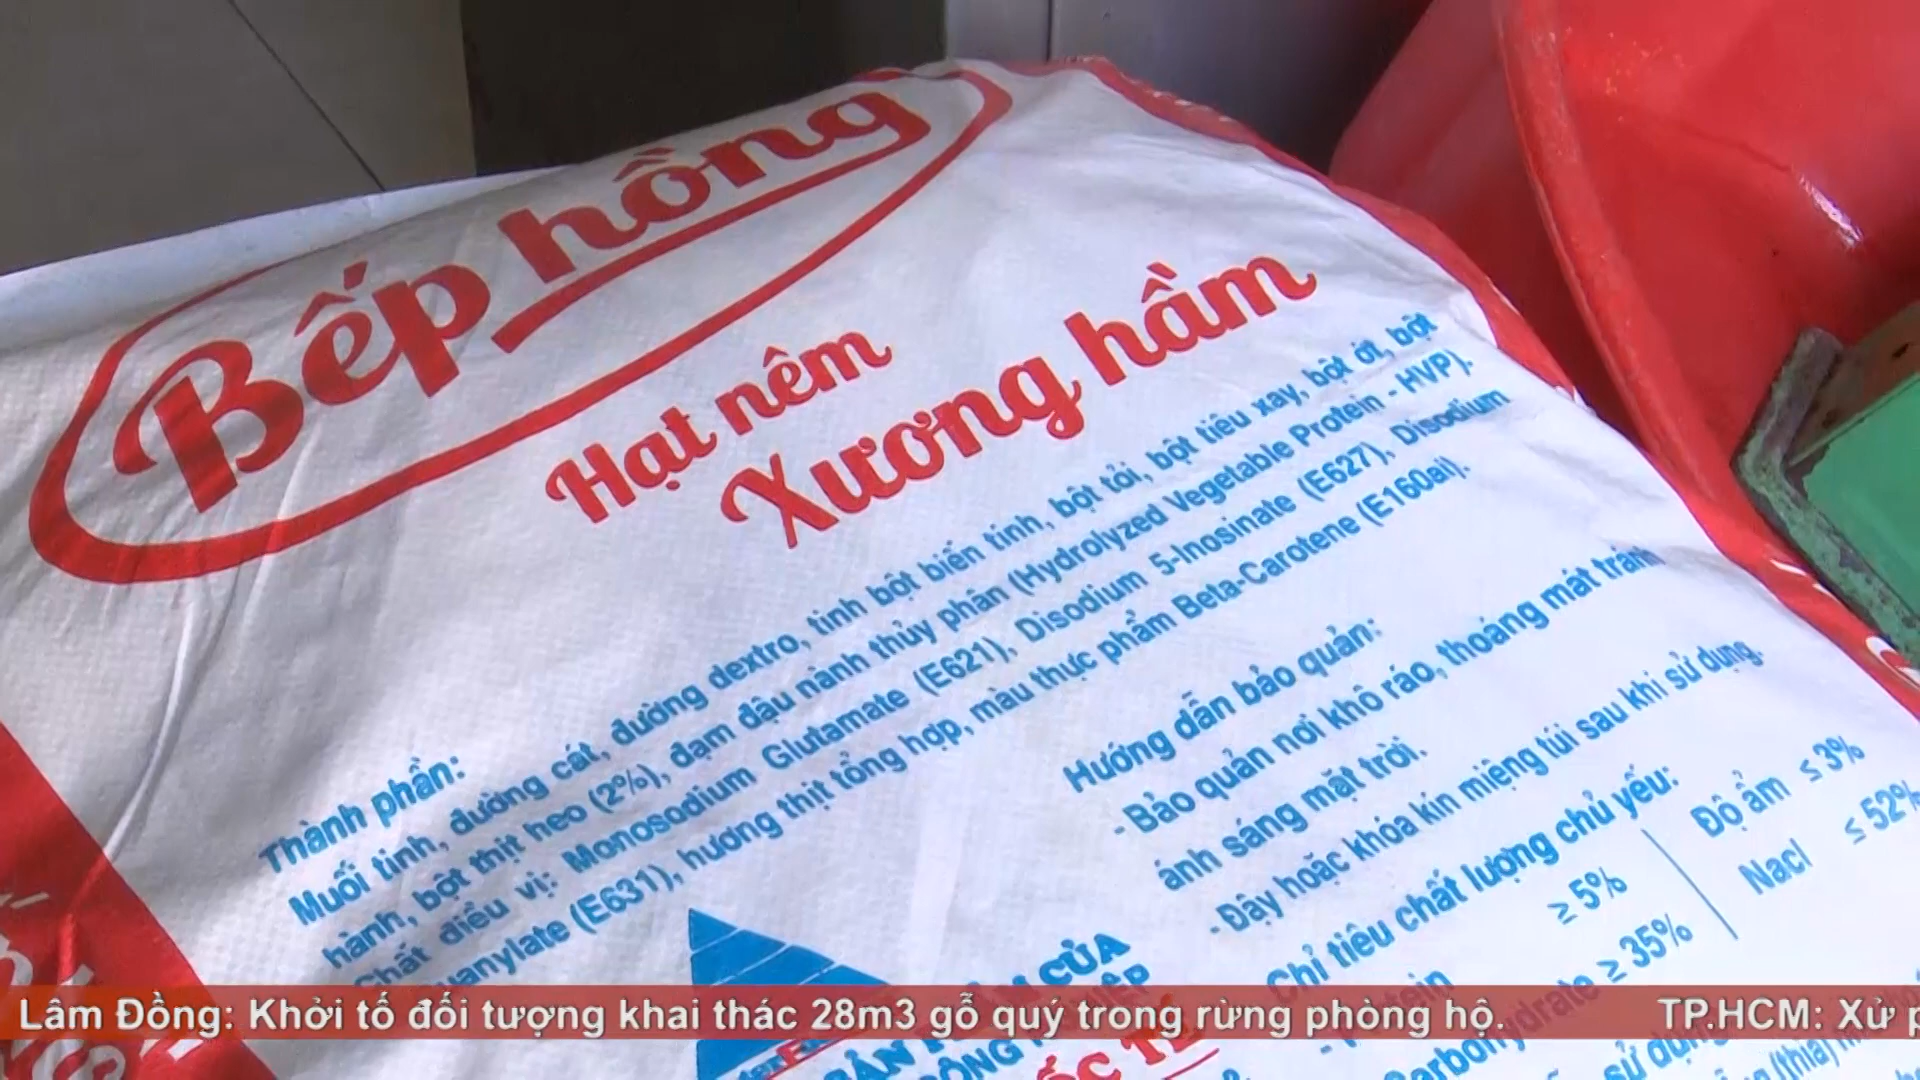 Bếp hồng
Hạt nêm
Xương hầm
Thành phần:
Muối tinh, đường cát, đường dextro, tinh bột biến tính, bột tỏi, bột tiêu xay, bột ớt, bột
hành, bột thịt heo (2%), đạm đậu nành thủy phân (Hydrolyzed Vegetable Protein - HVP).
Chất điều vị: Monosodium Glutamate (E621), Disodium 5-Inosinate (E627), Disodium
uanylate (E631), hương thịt tổng hợp, màu thực phẩm Beta-Carotene (E160ai).
Hướng dẫn bảo quản:
- Bảo quản nơi khô ráo, thoáng mát tránh
ánh sáng mặt trời.
- Đậy hoặc khóa kín miệng túi sau khi sử dụng.
Chỉ tiêu chất lượng chủ yếu:
≥ 5%
≥ 35%
Độ ẩm ≤ 3%
Nacl ≤ 52%
CỦA
Lâm Đồng: Khởi tố đối tượng khai thác 28m3 gỗ quý trong rừng phòng hộ. TP.HCM: Xử